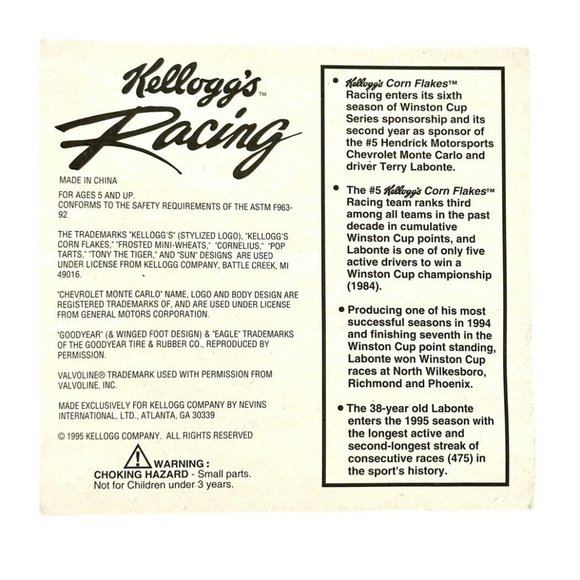 Kellogg's™
Racing
MADE IN CHINA
FOR AGES 5 AND UP.
CONFORMS TO THE SAFETY REQUIREMENTS OF THE ASTM F963-
92
THE TRADEMARKS "KELLOGG'S" (STYLIZED LOGO), "KELLOGG'S
CORN FLAKES," "FROSTED MINI-WHEATS," "CORNELIUS," "POP
TARTS," "TONY THE TIGER," AND "SUN" DESIGNS ARE USED
UNDER LICENSE FROM KELLOGG COMPANY, BATTLE CREEK, MI
49016.
"CHEVROLET MONTE CARLO" NAME, LOGO AND BODY DESIGN ARE
REGISTERED TRADEMARKS OF, AND ARE USED UNDER LICENSE
FROM GENERAL MOTORS CORPORATION.
"GOODYEAR" (& WINGED FOOT DESIGN) & "EAGLE" TRADEMARKS
OF THE GOODYEAR TIRE & RUBBER CO., REPRODUCED BY
PERMISSION.
VALVOLINE® TRADEMARK USED WITH PERMISSION FROM
VALVOLINE, INC.
MADE EXCLUSIVELY FOR KELLOGG COMPANY BY NEVINS
INTERNATIONAL, LTD., ATLANTA, GA 30339
© 1995 KELLOGG COMPANY. ALL RIGHTS RESERVED
WARNING :
CHOKING HAZARD - Small parts.
Not for Children under 3 years.
• Kellogg's Corn Flakes™
Racing enters its sixth
season of Winston Cup
Series sponsorship and its
second year as sponsor of
the #5 Hendrick Motorsports
Chevrolet Monte Carlo and
driver Terry Labonte.
• The #5 Kellogg's Corn Flakes™
Racing team ranks third
among all teams in the past
decade in cumulative
Winston Cup points, and
Labonte is one of only five
active drivers to win a
Winston Cup championship
(1984).
• Producing one of his most
successful seasons in 1994
and finishing seventh in the
Winston Cup point standing,
Labonte won Winston Cup
races at North Wilkesboro,
Richmond and Phoenix.
• The 38-year old Labonte
enters the 1995 season with
the longest active and
second-longest streak of
consecutive races (475) in
the sport's history.